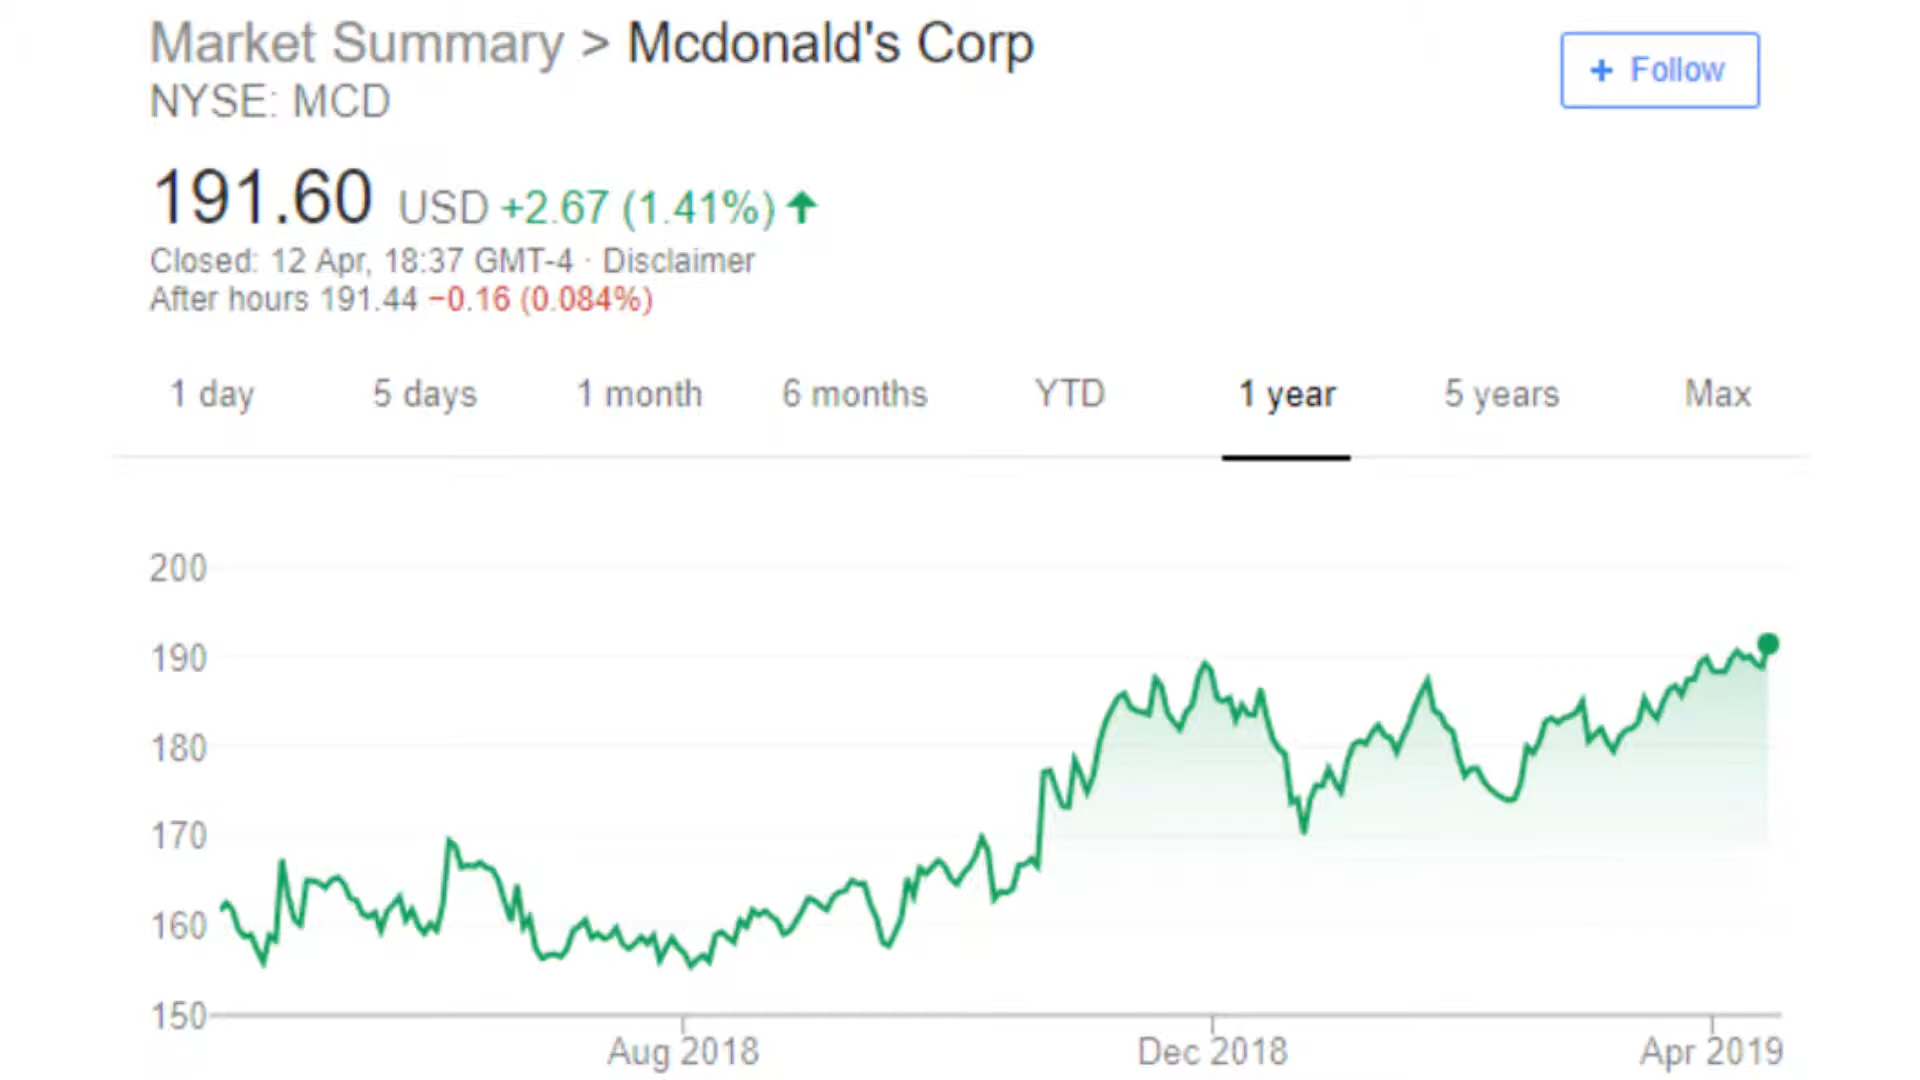 Market Summary > Mcdonald's Corp
+ Follow
NYSE: MCD
191.60 USD +2.67 (1.41%)
Closed: 12 Apr, 18:37 GMT-4 · Disclaimer
After hours 191.44 −0.16 (0.084%)
1 day 5 days 1 month 6 months YTD 1 year 5 years Max
200
190
180
170
160
150
Aug 2018 Dec 2018 Apr 2019